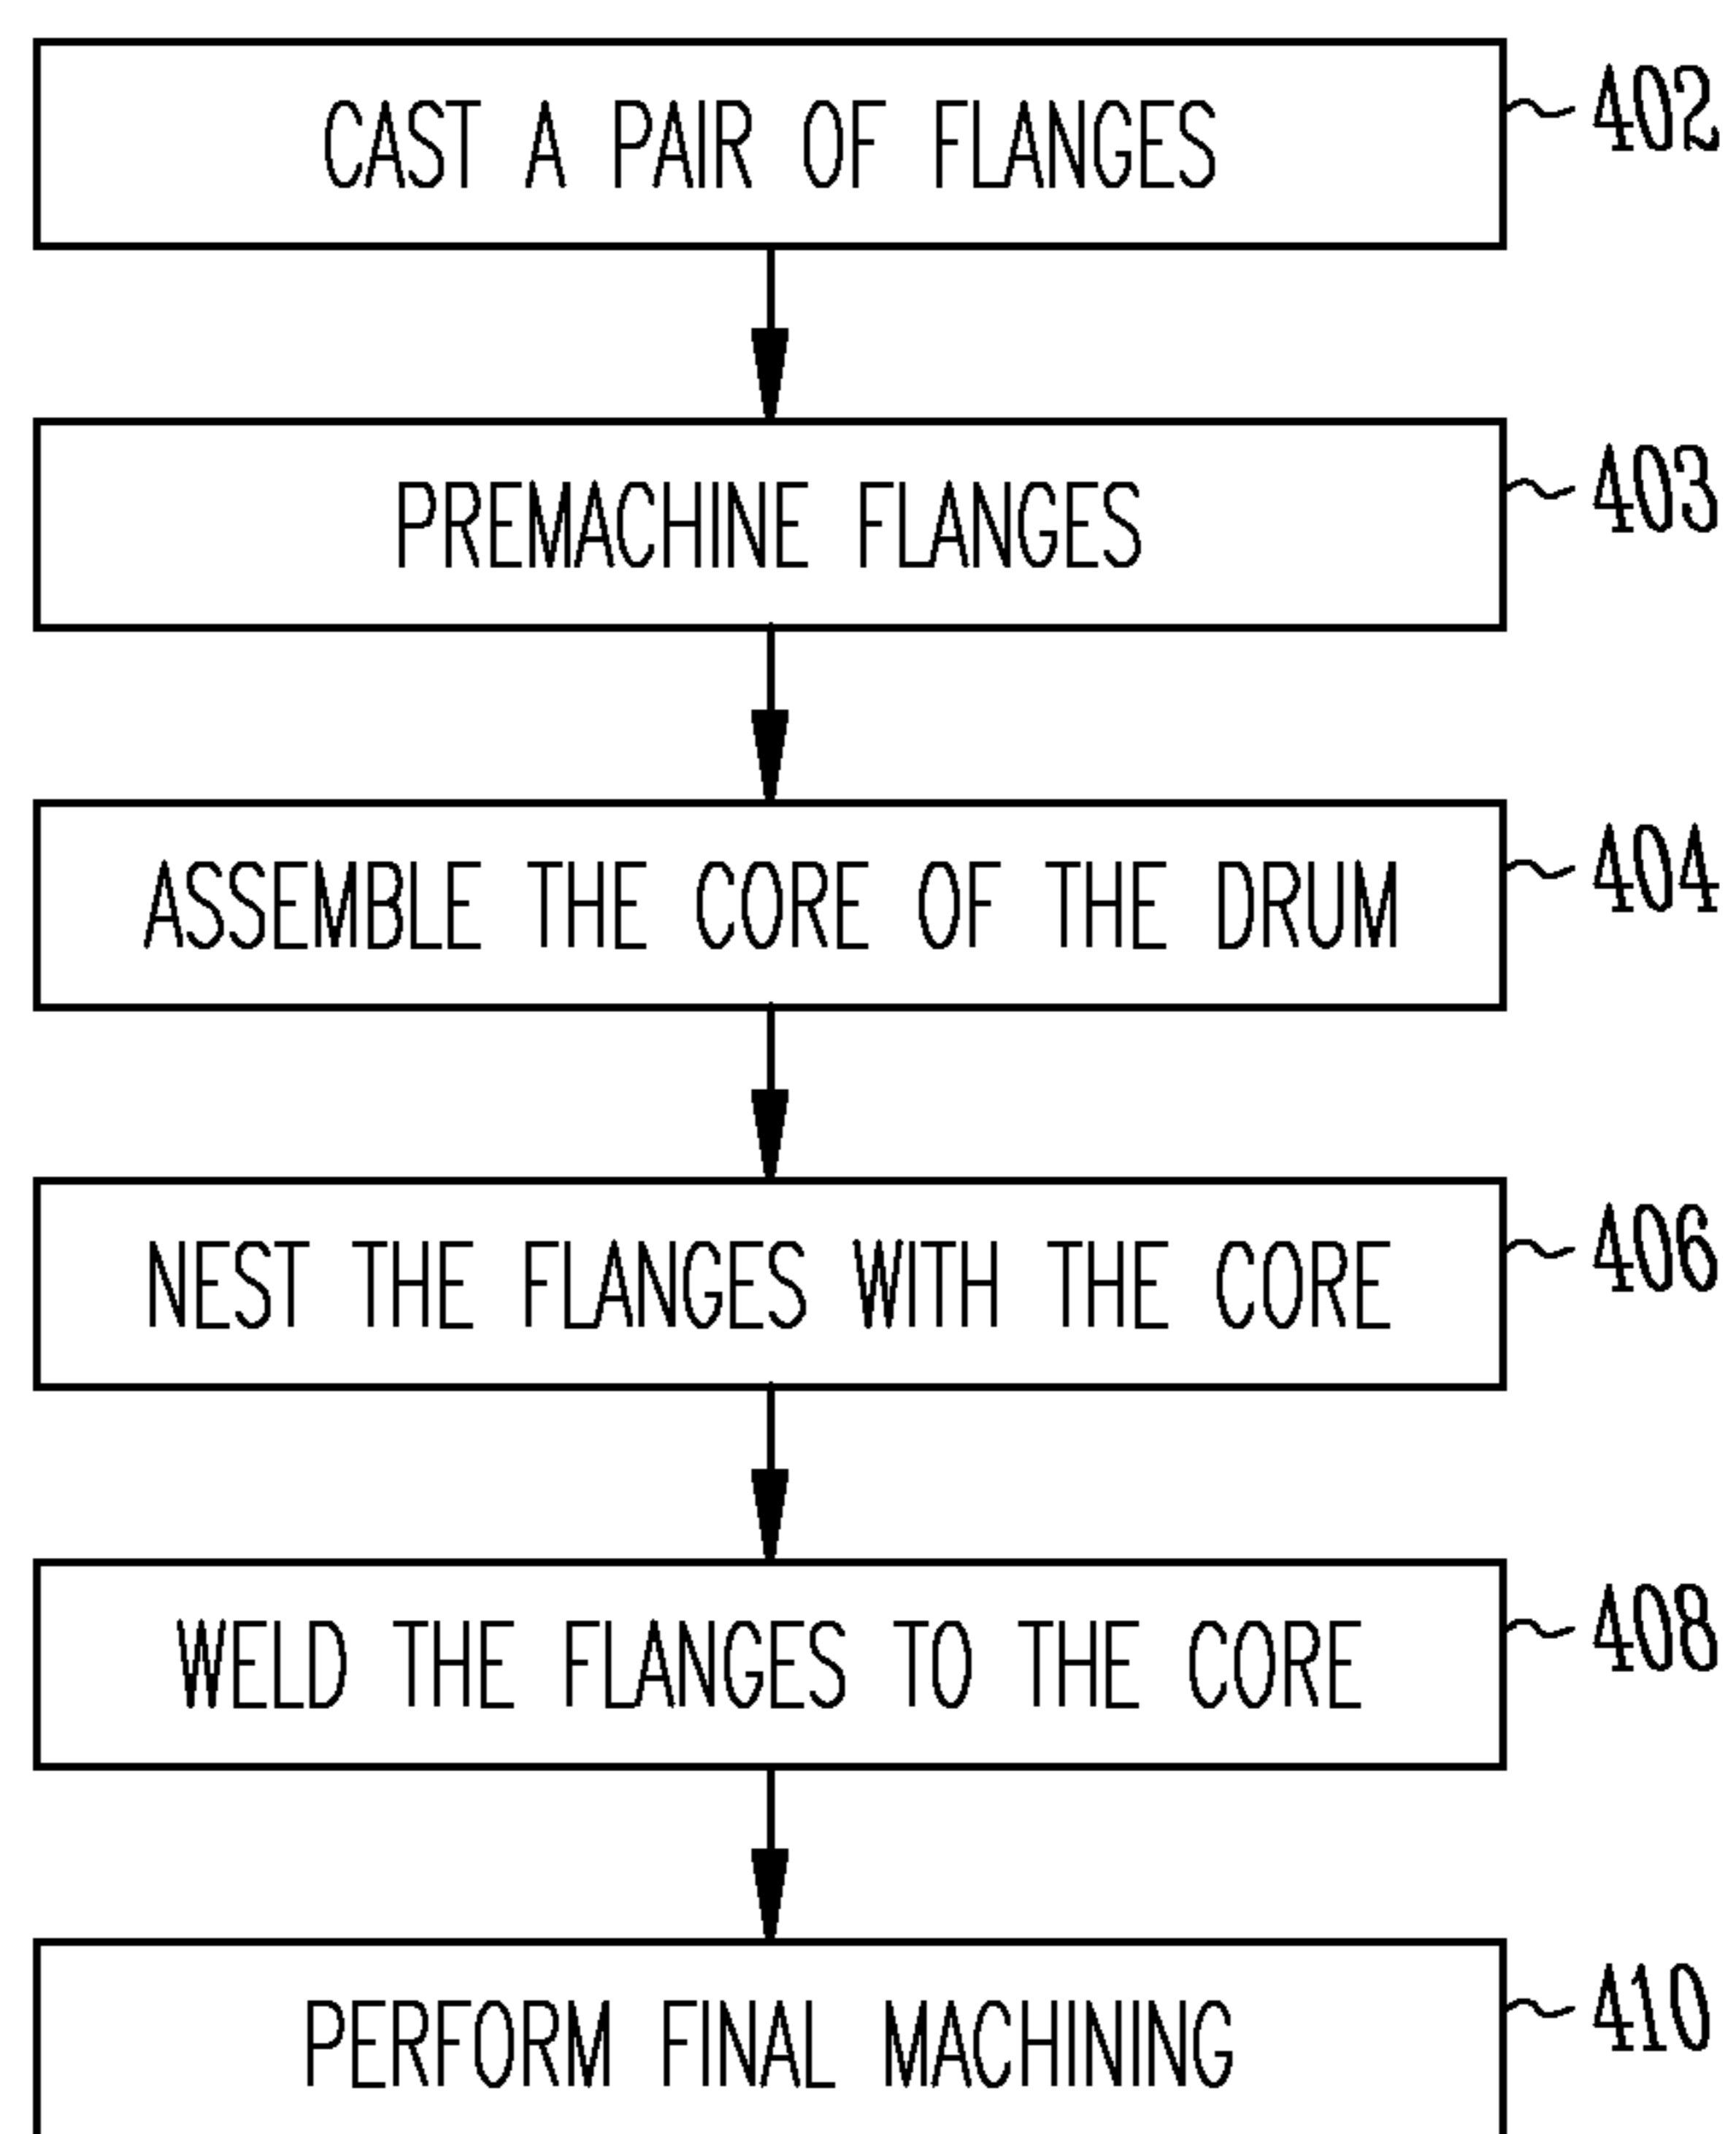 CAST A PAIR OF FLANGES
402
PREMACHINE FLANGES
403
ASSEMBLE THE CORE OF THE DRUM
404
NEST THE FLANGES WITH THE CORE
406
WELD THE FLANGES TO THE CORE
408
PERFORM FINAL MACHINING
410